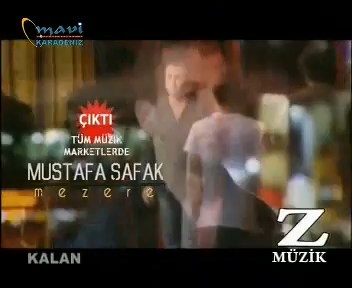 mavi
KARADENİZ
ÇIKTI
TÜM MÜZİK
MARKETLERDE
MUSTAFA SAFAK
mezere
Z
KALAN
MÜZİK